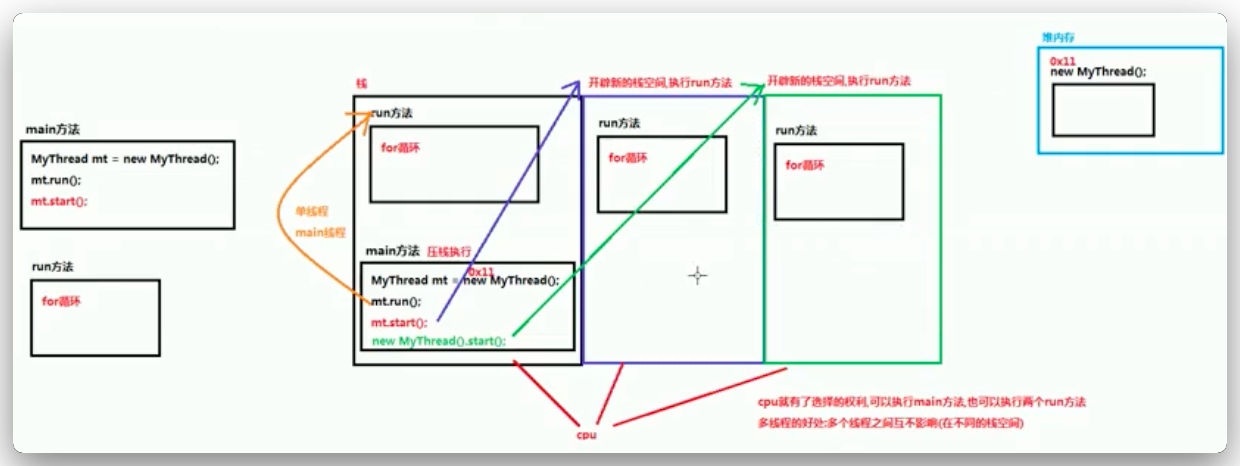 main方法
MyThread mt = new MyThread();
mt.run();
mt.start();
run方法
for循环
栈
run方法
for循环
单线程
main线程
main方法 压栈执行
0x11
MyThread mt = new MyThread();
mt.run();
mt.start();
new MyThread().start();
开辟新的栈空间,执行run方法
run方法
for循环
开辟新的栈空间,执行run方法
run方法
for循环
堆内存
0x11
new MyThread();
cpu
cpu就有了选择的权利,可以执行main方法,也可以执行两个run方法
多线程的好处:多个线程之间互不影响(在不同的栈空间)